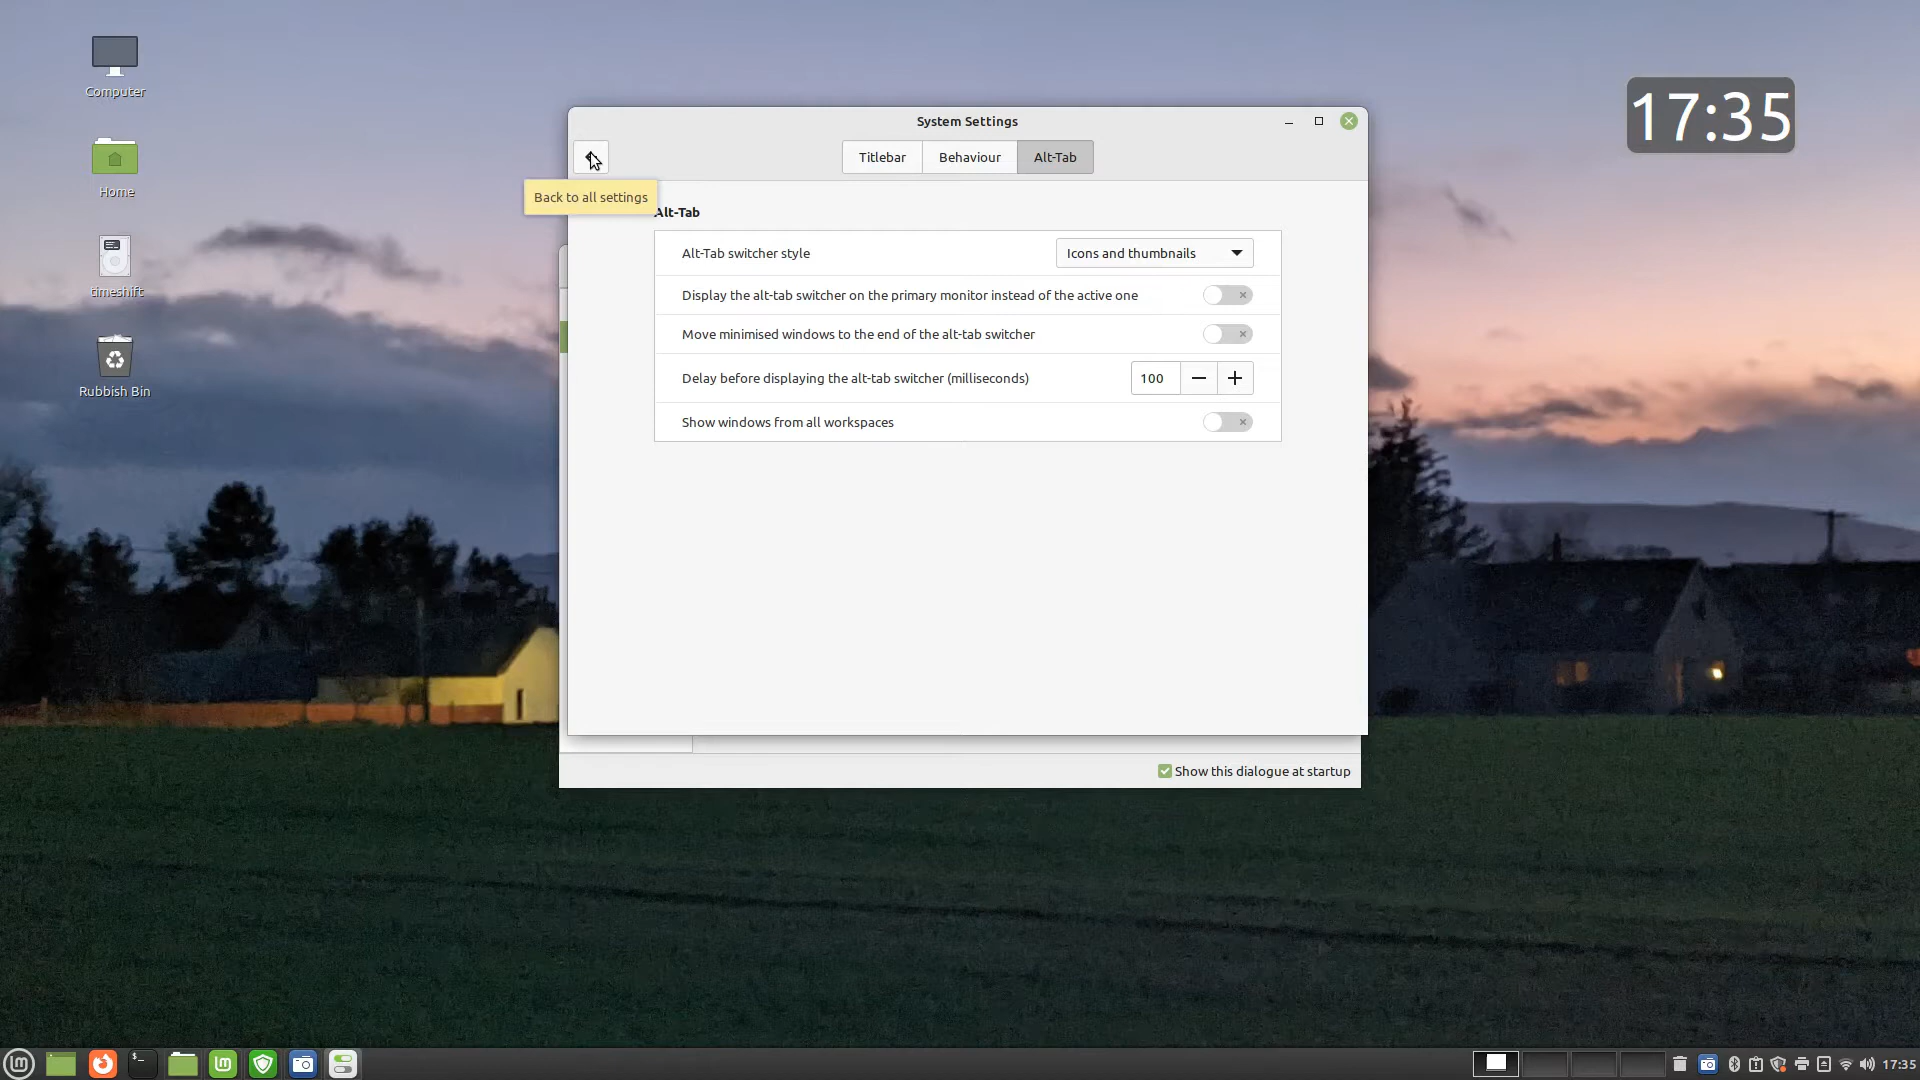 Computer
Home
timeshift
Rubbish Bin
17:35
System Settings
Titlebar
Behaviour
Alt-Tab
Back to all settings
Alt-Tab
Alt-Tab switcher style
Icons and thumbnails
Display the alt-tab switcher on the primary monitor instead of the active one
Move minimised windows to the end of the alt-tab switcher
Delay before displaying the alt-tab switcher (milliseconds)
100
Show windows from all workspaces
Show this dialogue at startup
17:35